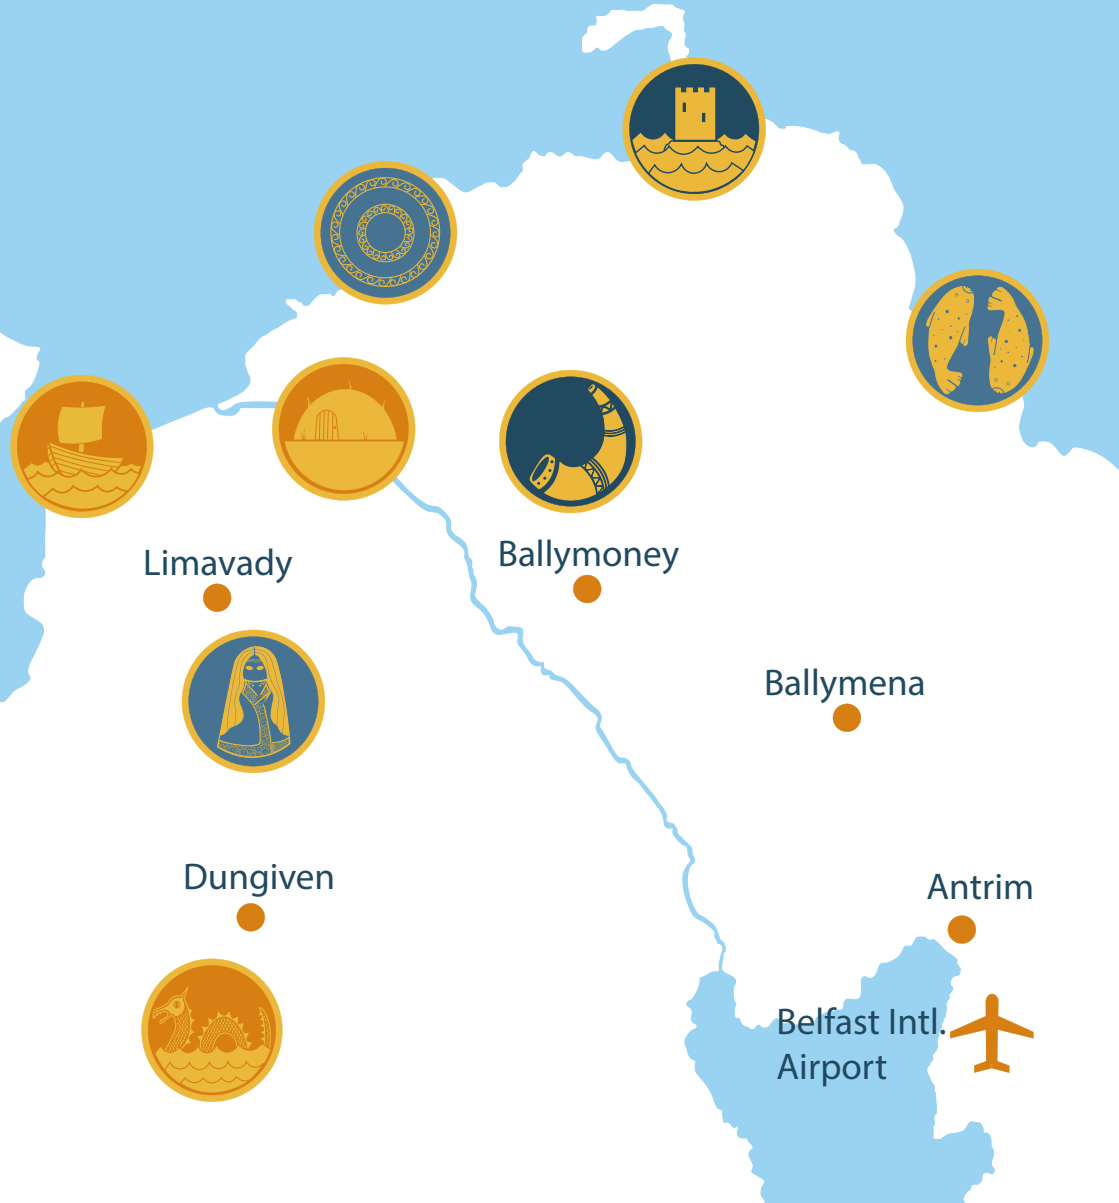 Limavady
Ballymoney
Ballymena
Dungiven
Antrim
Belfast Intl.
Airport